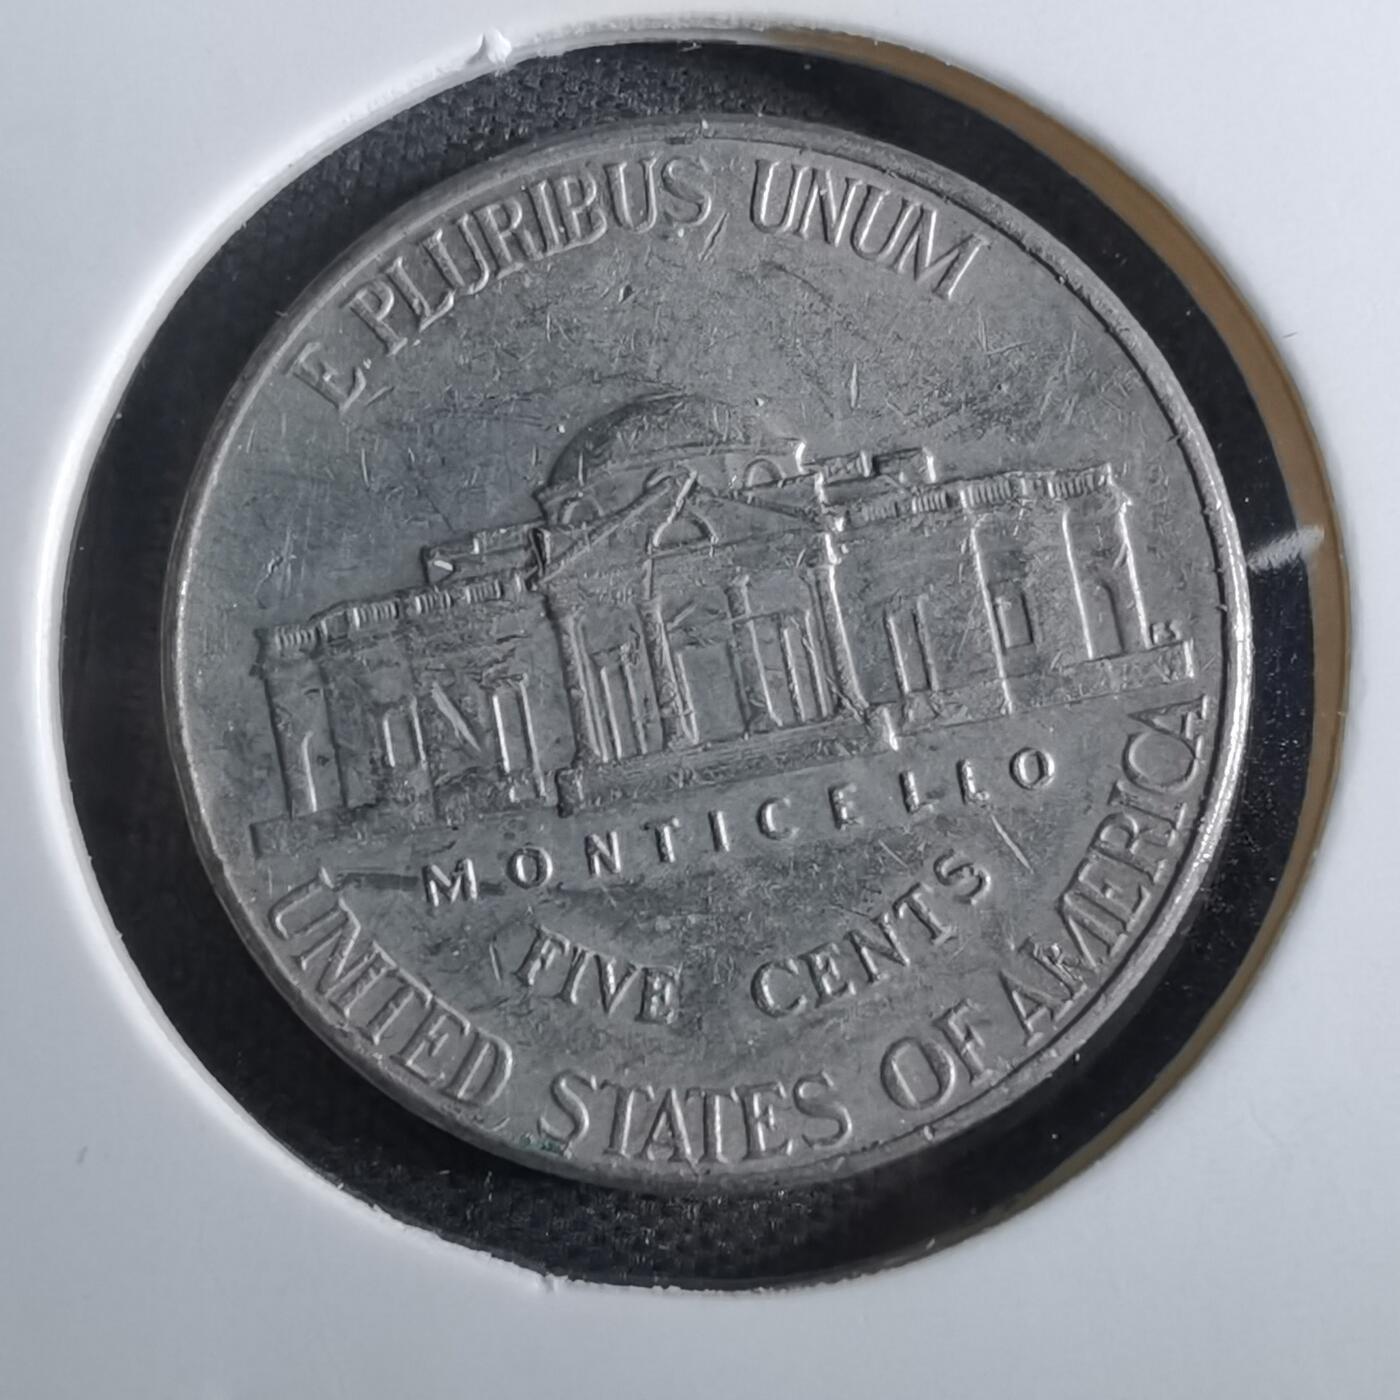 E PLURIBUS UNUM
MONTICELLO
FIVE CENTS
UNITED STATES OF AMERICA